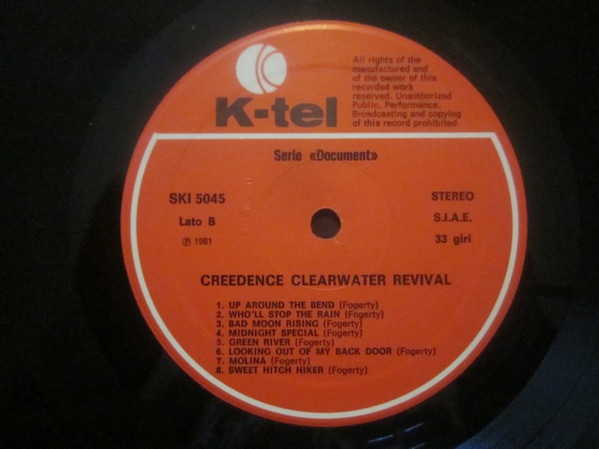 All rights of the
manufactured and
of the owner of this
recorded work
reserved. Unauthorized
Public, Performance.
Broadcasting and copying
of this record prohibited.
K-tel
Serie «Document»
SKI 5045
STEREO
Lato B
S.I.A.E.
℗ 1981
33 giri
CREEDENCE CLEARWATER REVIVAL
1. UP AROUND THE BEND (Fogerty)
2. WHO'LL STOP THE RAIN (Fogerty)
3. BAD MOON RISING (Fogerty)
4. MIDNIGHT SPECIAL (Fogerty)
5. GREEN RIVER (Fogerty)
6. LOOKING OUT OF MY BACK DOOR (Fogerty)
7. MOLINA (Fogerty)
8. SWEET HITCH HIKER (Fogerty)